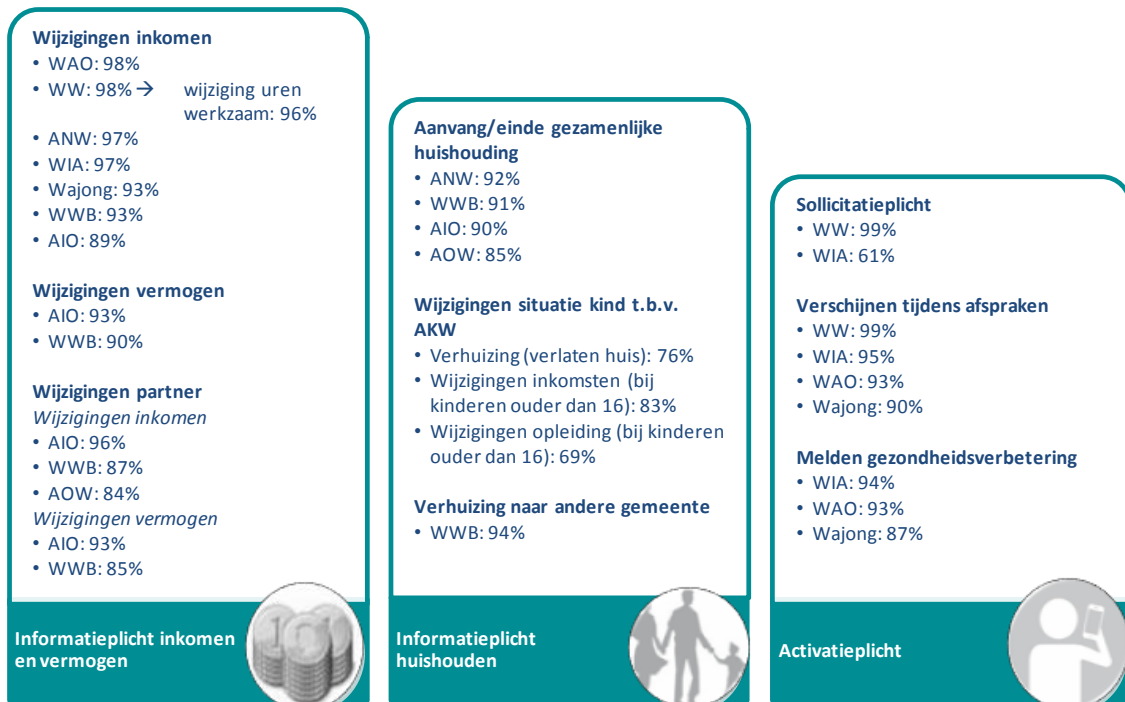 Wijzigingen inkomen
• WAO: 98%
• WW: 98% → wijziging uren
werkzaam: 96%
• ANW: 97%
• WIA: 97%
• Wajong: 93%
• WWB: 93%
• AIO: 89%
Wijzigingen vermogen
• AIO: 93%
• WWB: 90%
Wijzigingen partner
Wijzigingen inkomen
• AIO: 96%
• WWB: 87%
• AOW: 84%
Wijzigingen vermogen
• AIO: 93%
• WWB: 85%
Informatieplicht inkomen
en vermogen
Aanvang/einde gezamenlijke
huishouding
• ANW: 92%
• WWB: 91%
• AIO: 90%
• AOW: 85%
Wijzigingen situatie kind t.b.v.
AKW
• Verhuizing (verlaten huis): 76%
• Wijzigingen inkomsten (bij
kinderen ouder dan 16): 83%
• Wijzigingen opleiding (bij kinderen
ouder dan 16): 69%
Verhuizing naar andere gemeente
• WWB: 94%
Informatieplicht
huishouden
Sollicitatieplicht
• WW: 99%
• WIA: 61%
Verschijnen tijdens afspraken
• WW: 99%
• WIA: 95%
• WAO: 93%
• Wajong: 90%
Melden gezondheidsverbetering
• WIA: 94%
• WAO: 93%
• Wajong: 87%
Activatieplicht